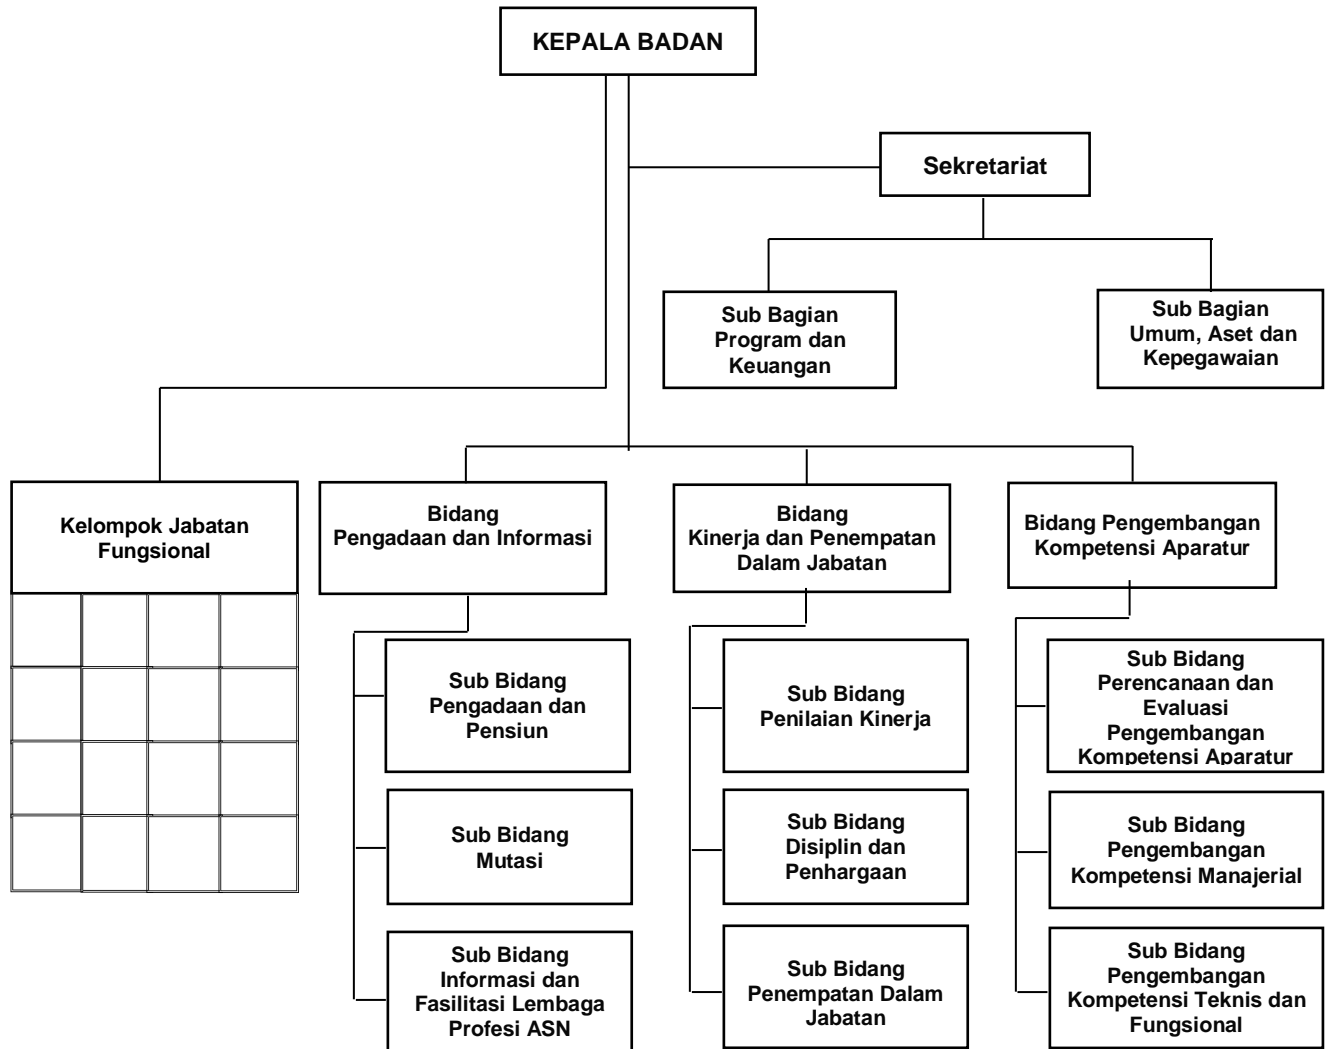 KEPALA BADAN
Sekretariat
Sub Bagian
Program dan
Keuangan
Sub Bagian
Umum, Aset dan
Kepegawaian
Kelompok Jabatan
Fungsional
Bidang
Pengadaan dan Informasi
Bidang
Kinerja dan Penempatan
Dalam Jabatan
Bidang Pengembangan
Kompetensi Aparatur
Sub Bidang
Pengadaan dan
Pensiun
Sub Bidang
Penilaian Kinerja
Sub Bidang
Perencanaan dan
Evaluasi
Pengembangan
Kompetensi Aparatur
Sub Bidang
Mutasi
Sub Bidang
Disiplin dan
Penhargaan
Sub Bidang
Pengembangan
Kompetensi Manajerial
Sub Bidang
Informasi dan
Fasilitasi Lembaga
Profesi ASN
Sub Bidang
Penempatan Dalam
Jabatan
Sub Bidang
Pengembangan
Kompetensi Teknis dan
Fungsional